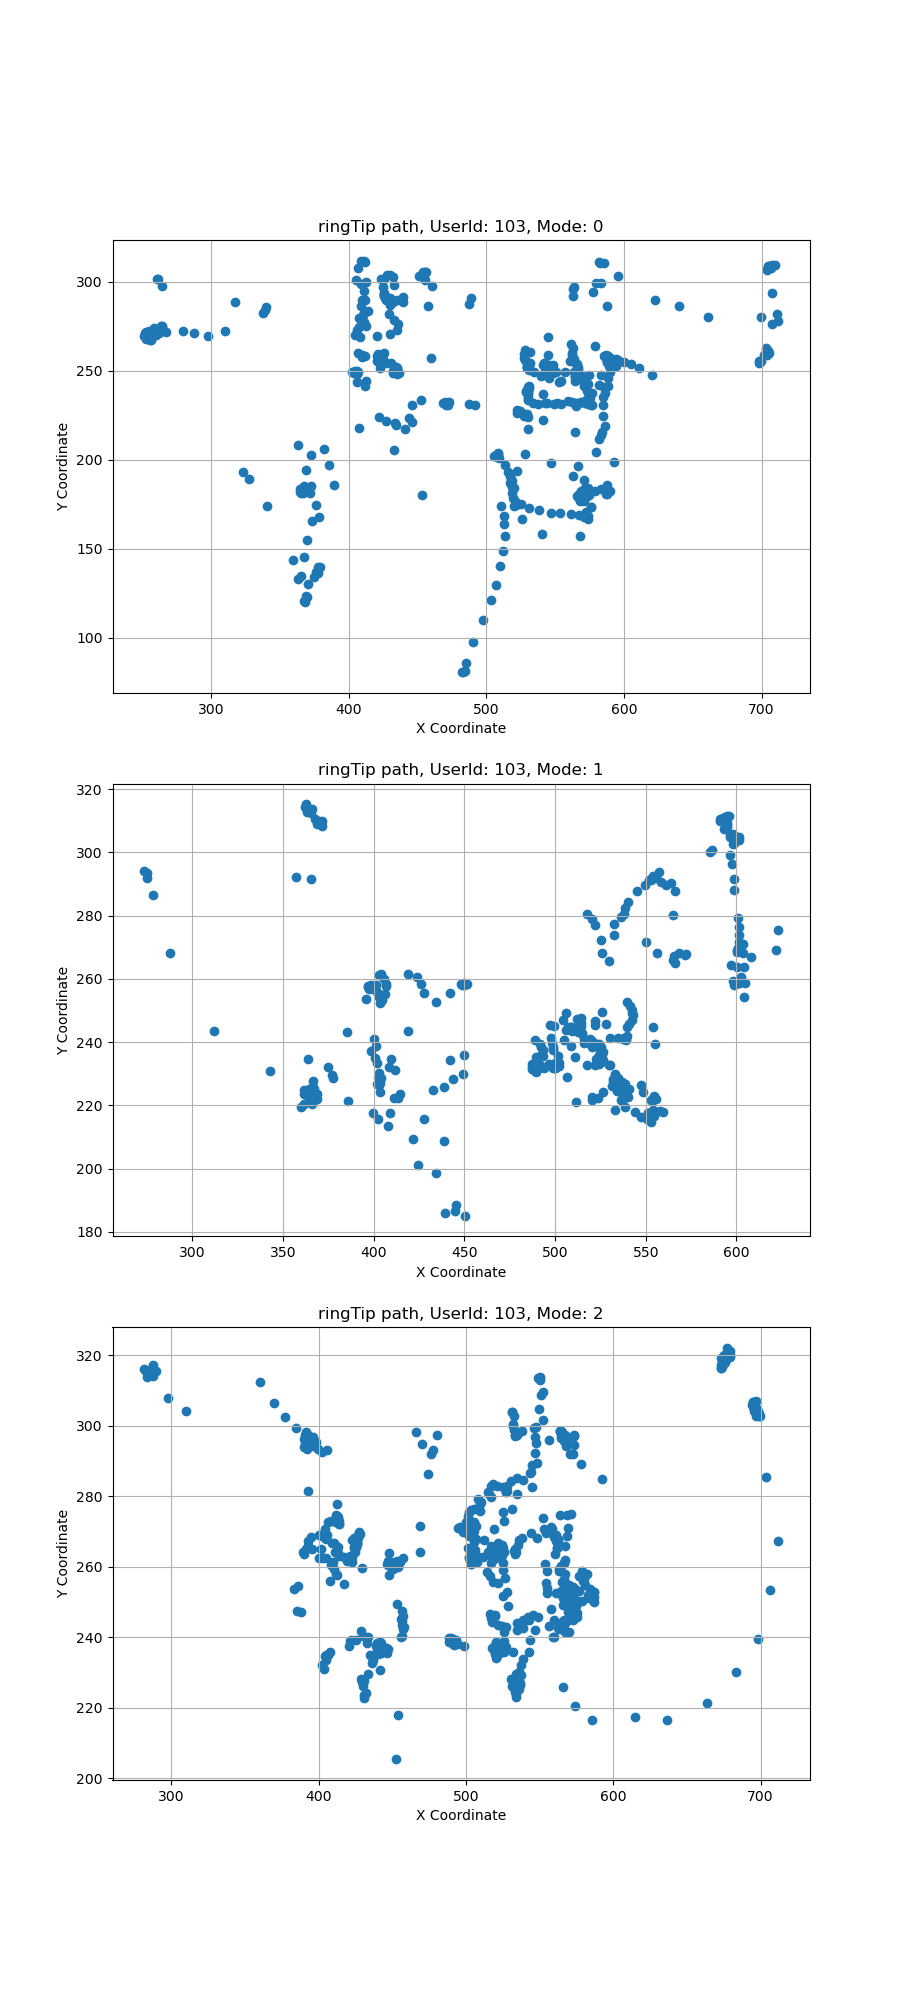 ringTip path, UserId: 103, Mode: 0
300
250
200
150
100
Y Coordinate
300 400 500 600 700
X Coordinate
ringTip path, UserId: 103, Mode: 1
320
300
280
260
240
220
200
180
Y Coordinate
300 350 400 450 500 550 600
X Coordinate
ringTip path, UserId: 103, Mode: 2
320
300
280
260
240
220
200
Y Coordinate
300 400 500 600 700
X Coordinate